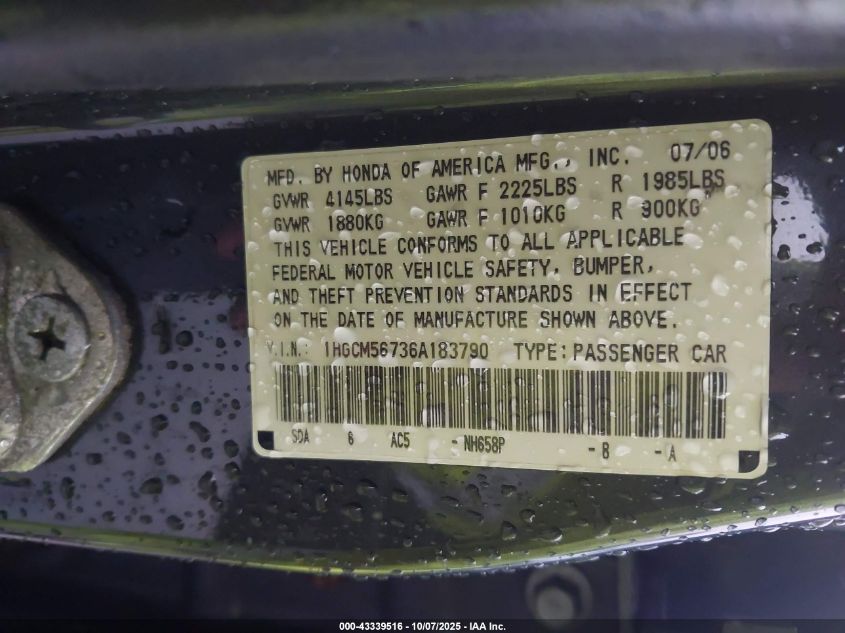 MFD. BY HONDA OF AMERICA MFG., INC. 07/06
GVWR 4145LBS GAWR F 2225LBS R 1985LBS
GVWR 1880KG GAWR F 1010KG R 900KG
THIS VEHICLE CONFORMS TO ALL APPLICABLE
FEDERAL MOTOR VEHICLE SAFETY, BUMPER,
AND THEFT PREVENTION STANDARDS IN EFFECT
ON THE DATE OF MANUFACTURE SHOWN ABOVE.
V.I.N.: 1HGCM56736A183790 TYPE: PASSENGER CAR
SDA 6 AC5 - NH658P - B - A
000-43339516 - 10/07/2025 - IAA Inc.